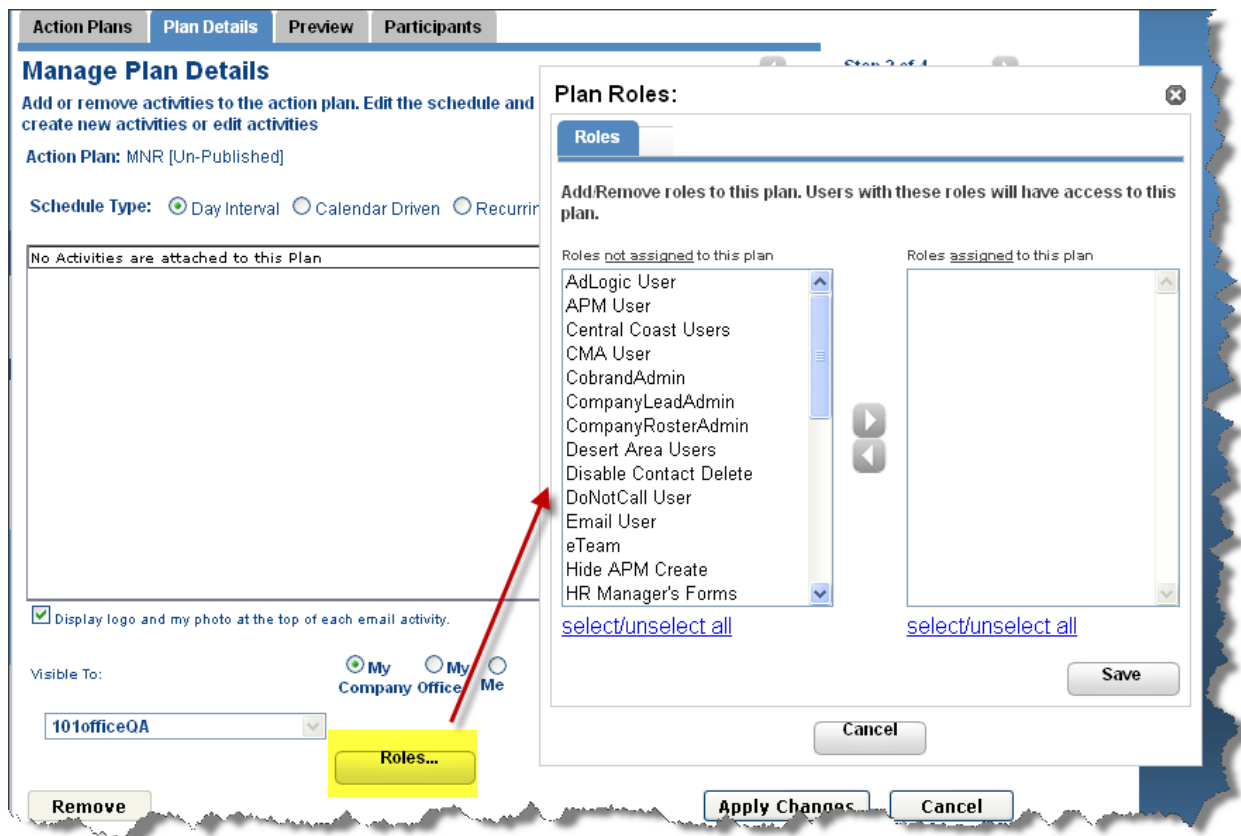 Action Plans
Plan Details
Preview
Participants
Manage Plan Details
Add or remove activities to the action plan. Edit the schedule and
create new activities or edit activities
Action Plan: MNR [Un-Published]
Schedule Type: Day Interval Calendar Driven
No Activities are attached to this Plan
Display logo and my photo at the top of each email activity.
Visible To:
My Company
My Office
Me
101officeQA
Roles...
Remove
Apply Changes
Cancel
Plan Roles:
Roles
Add/Remove roles to this plan. Users with these roles will have access to this
plan.
Roles not assigned to this plan
AdLogic User
APM User
Central Coast Users
CMA User
CobrandAdmin
CompanyLeadAdmin
CompanyRosterAdmin
Desert Area Users
Disable Contact Delete
DoNotCall User
Email User
eTeam
Hide APM Create
HR Manager's Forms
select/unselect all
Roles assigned to this plan
select/unselect all
Save
Cancel